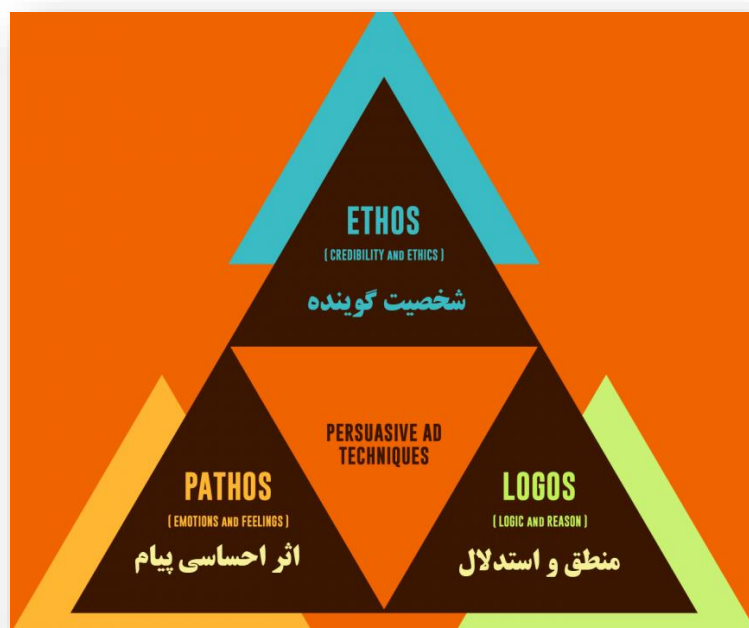 ETHOS
( CREDIBILITY AND ETHICS )
شخصیت گوینده
PERSUASIVE AD
TECHNIQUES
PATHOS
( EMOTIONS AND FEELINGS )
اثر احساسی پیام
LOGOS
( LOGIC AND REASON )
منطق و استدلال